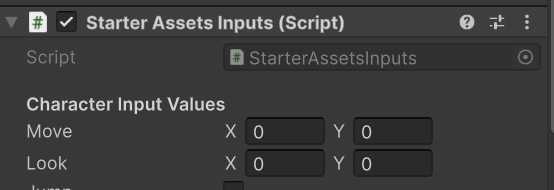 # Starter Assets Inputs (Script)
Script # StarterAssetsInputs
Character Input Values
Move X 0 Y 0
Look X 0 Y 0